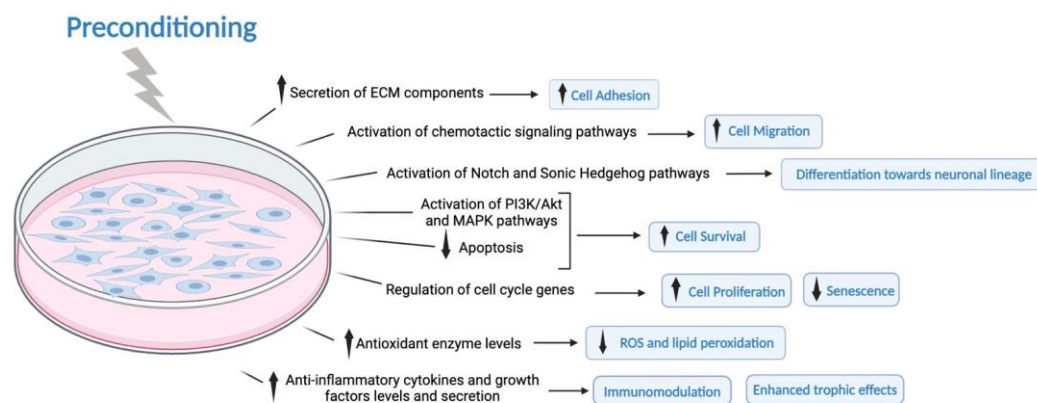 Preconditioning
Secretion of ECM components
Cell Adhesion
Activation of chemotactic signaling pathways
Cell Migration
Activation of Notch and Sonic Hedgehog pathways
Differentiation towards neuronal lineage
Activation of PI3K/Akt
and MAPK pathways
Apoptosis
Cell Survival
Regulation of cell cycle genes
Cell Proliferation
Senescence
Antioxidant enzyme levels
ROS and lipid peroxidation
Anti-inflammatory cytokines and growth
factors levels and secretion
Immunomodulation
Enhanced trophic effects